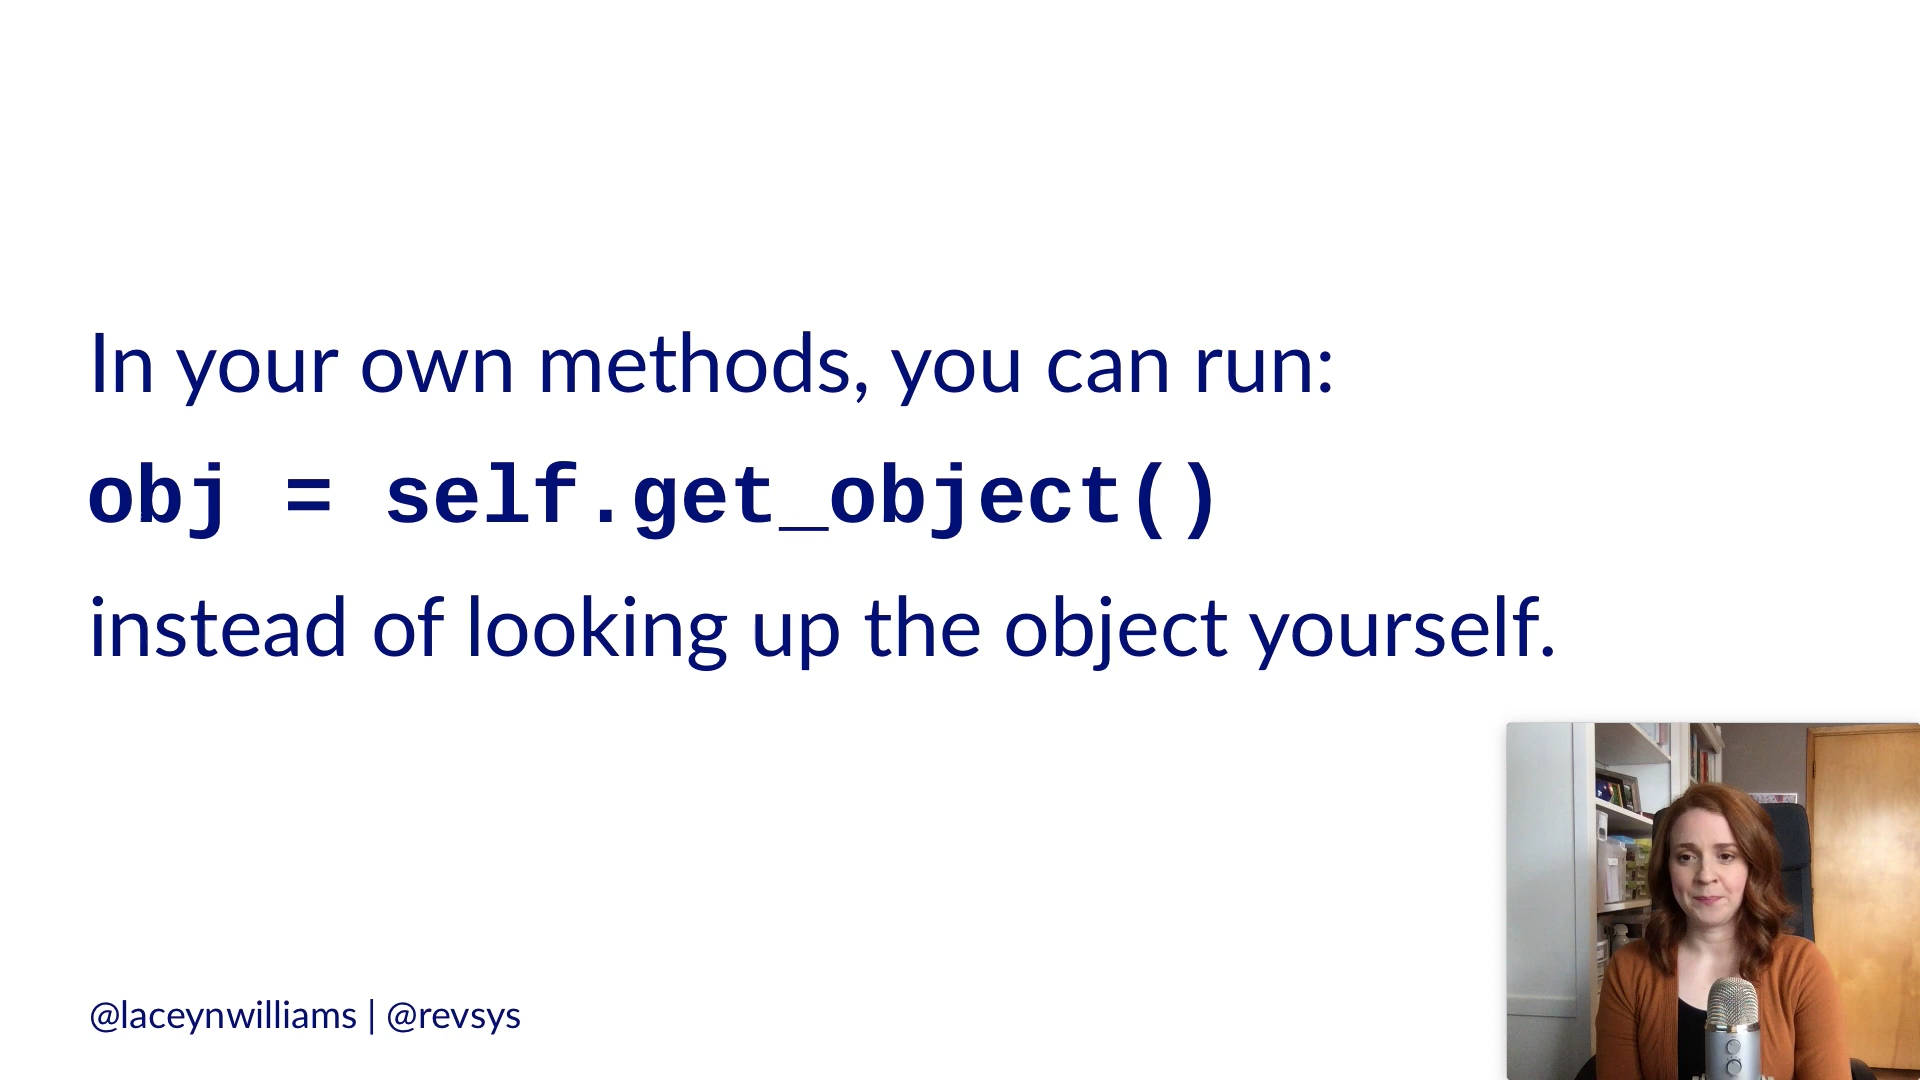 In your own methods, you can run:
obj = self.get_object()
instead of looking up the object yourself.
@laceynwilliams | @revsys